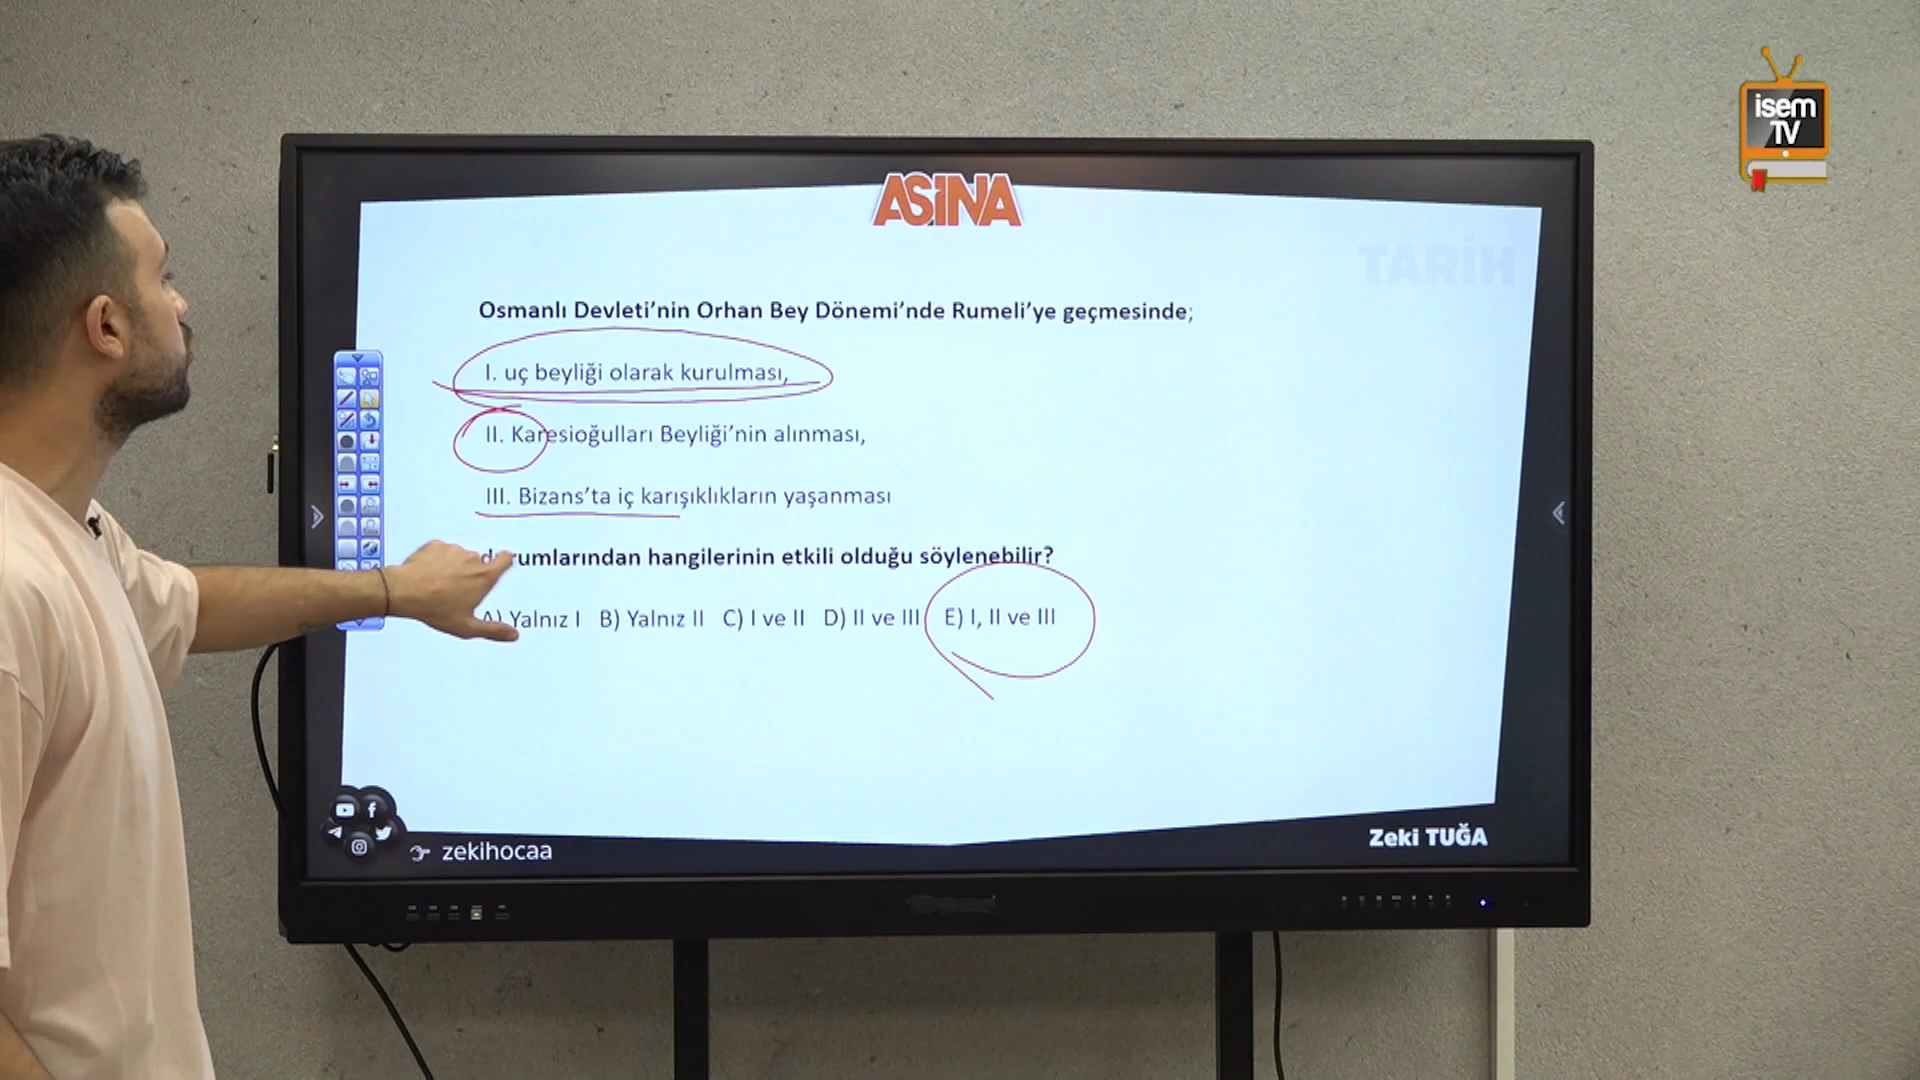 isem
TV
ASİNA
TARİH
Osmanlı Devleti’nin Orhan Bey Dönemi’nde Rumeli’ye geçmesinde;
I. uç beyliği olarak kurulması,
II. Karesioğulları Beyliği’nin alınması,
III. Bizans’ta iç karışıklıkların yaşanması
durumlarından hangilerinin etkili olduğu söylenebilir?
A) Yalnız I B) Yalnız II C) I ve II D) II ve III E) I, II ve III
zekihocaa
Zeki TUĞA